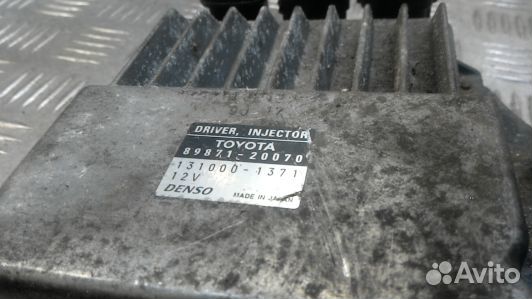 DRIVER, INJECTOR
TOYOTA
89871-20070
131000-1371
12V
DENSO
MADE IN JAPAN
Avito